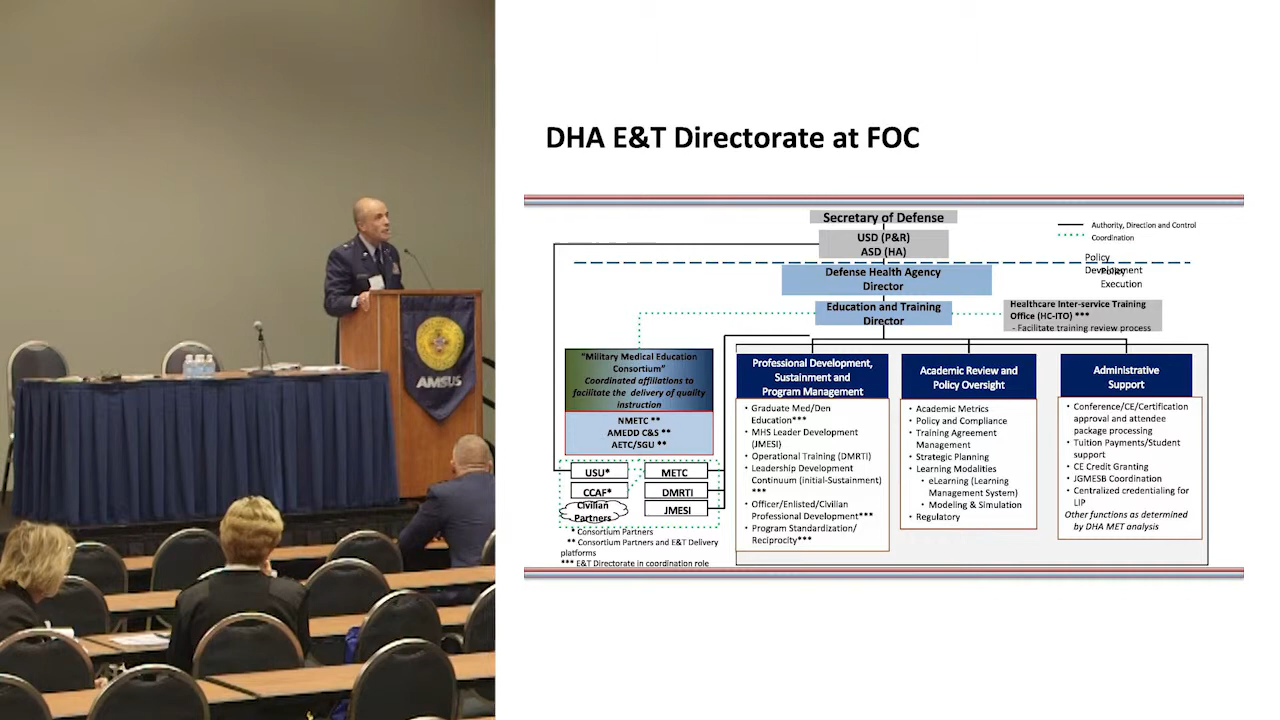 AMSUS
DHA E&T Directorate at FOC
Secretary of Defense
USD (P&R)
ASD (HA)
Authority, Direction and Control
Coordination
Policy
Development
Policy
Execution
Defense Health Agency
Director
Education and Training
Director
Healthcare Inter-service Training
Office (HC-ITO) ***
- Facilitate training review process
"Military Medical Education
Consortium"
Coordinated affiliations to
facilitate the delivery of quality
instruction
NMETC **
AMEDD C&S **
AETC/SGU **
USU*
METC
CCAF*
DMRTI
Civilian
Partners
JMESI
* Consortium Partners
** Consortium Partners and E&T Delivery
platforms
*** E&T Directorate in coordination role
Professional Development,
Sustainment and
Program Management
• Graduate Med/Den
Education***
• MHS Leader Development
(JMESI)
• Operational Training (DMRTI)
• Leadership Development
Continuum (initial-Sustainment)
***
• Officer/Enlisted/Civilian
Professional Development***
• Program Standardization/
Reciprocity***
Academic Review and
Policy Oversight
• Academic Metrics
• Policy and Compliance
• Training Agreement
Management
• Strategic Planning
• Learning Modalities
• eLearning (Learning
Management System)
• Modeling & Simulation
• Regulatory
Administrative
Support
• Conference/CE/Certification
approval and attendee
package processing
• Tuition Payments/Student
support
• CE Credit Granting
• JGMESB Coordination
• Centralized credentialing for
LIP
Other functions as determined
by DHA MET analysis